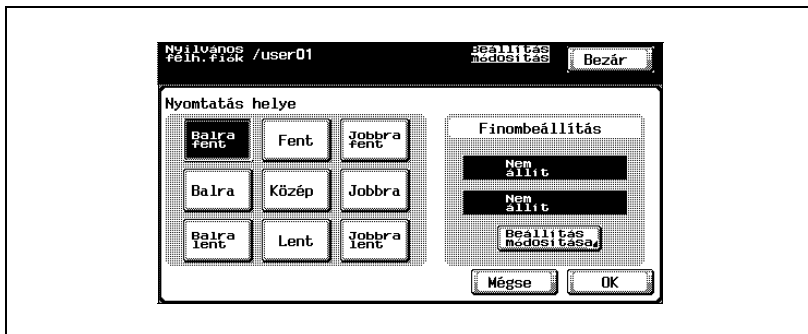 Nyilvános
félh.fiók /user01
Beállítás
módosítás
Bezár
Nyomtatás helye
Balra
fent
Fent
Jobbra
fent
Balra
Közép
Jobbra
Balra
lent
Lent
Jobbra
lent
Finombeállítás
Nem
állít
Nem
állít
Beállítás
módosítása
Mégse
OK